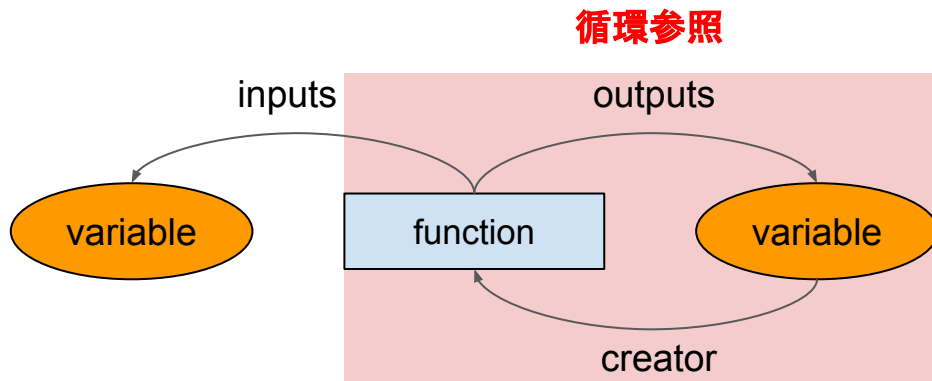 循環参照
inputs
outputs
variable
function
variable
creator